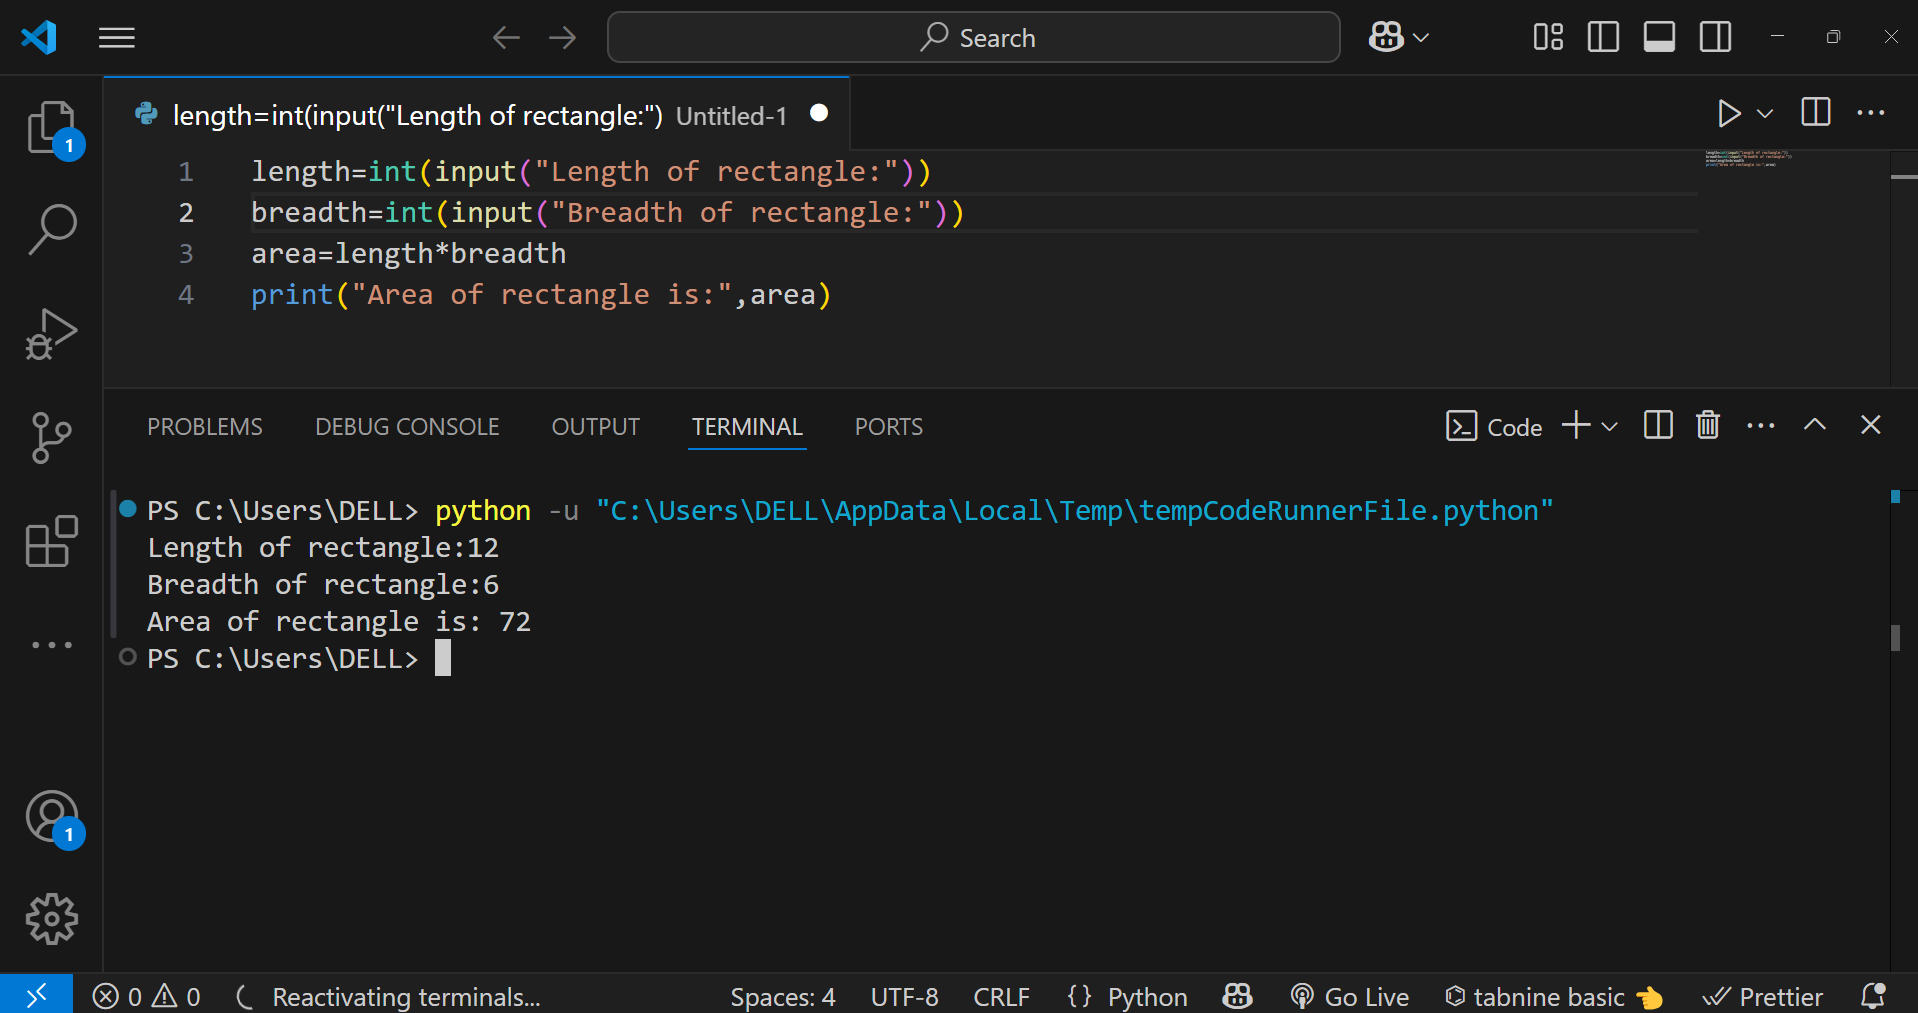 Search
length=int(input("Length of rectangle:") Untitled-1
1 length=int(input("Length of rectangle:"))
2 breadth=int(input("Breadth of rectangle:"))
3 area=length*breadth
4 print("Area of rectangle is:",area)
1
PROBLEMS DEBUG CONSOLE OUTPUT TERMINAL PORTS Code
PS C:\Users\DELL> python -u "C:\Users\DELL\AppData\Local\Temp\tempCodeRunnerFile.python"
Length of rectangle:12
Breadth of rectangle:6
Area of rectangle is: 72
PS C:\Users\DELL>
1
0 0 Reactivating terminals... Spaces: 4 UTF-8 CRLF {} Python Go Live tabnine basic Prettier